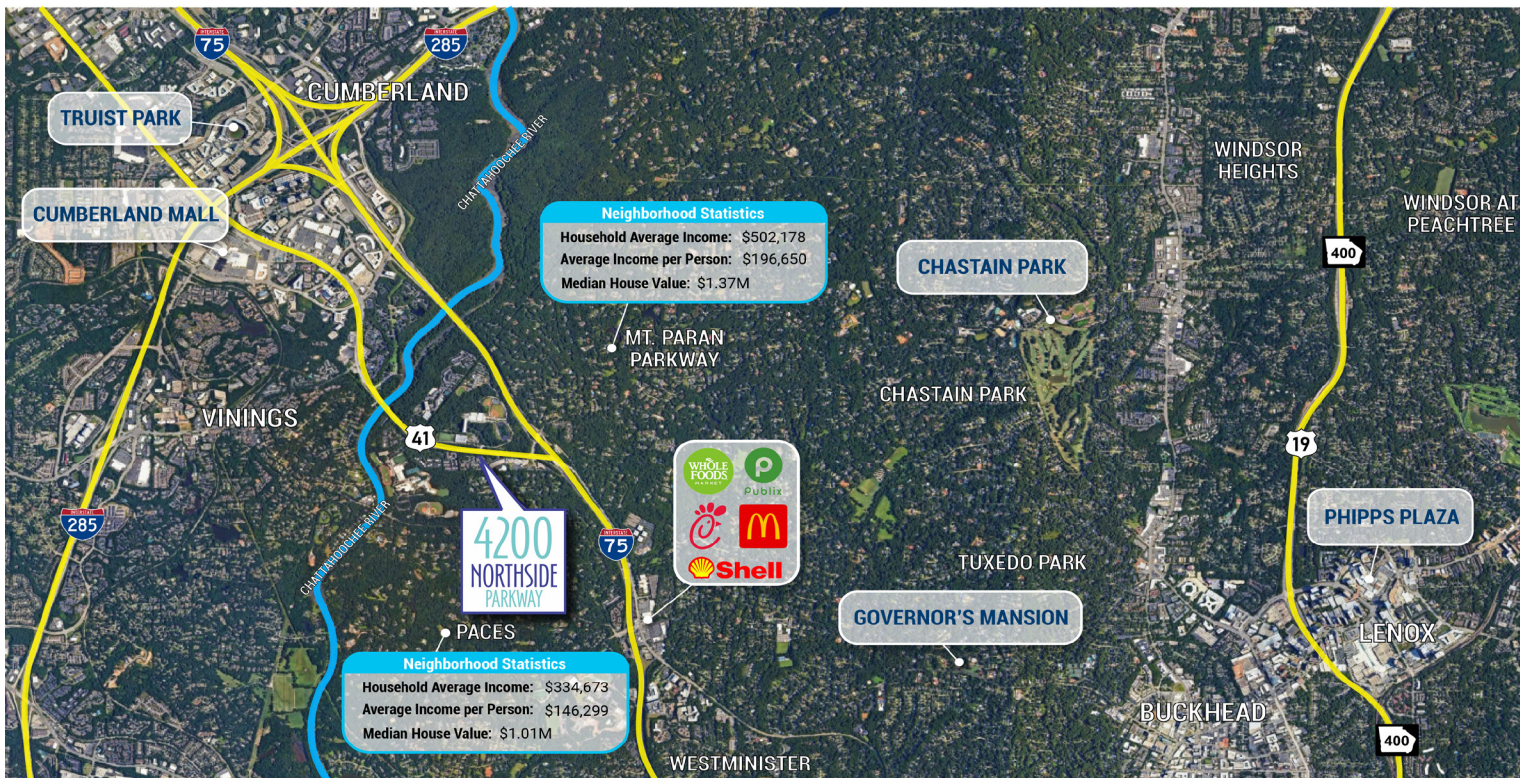 INTERSTATE
75
INTERSTATE
285
CUMBERLAND
TRUIST PARK
CHATTAHOOCHEE RIVER
WINDSOR
HEIGHTS
WINDSOR AT
PEACHTREE
CUMBERLAND MALL
Neighborhood Statistics
Household Average Income: $502,178
Average Income per Person: $196,650
Median House Value: $1.37M
400
CHASTAIN PARK
MT. PARAN
PARKWAY
CHASTAIN PARK
VININGS
41
19
WHOLE
FOODS
MARKET
Publix
Shell
INTERSTATE
285
4200
NORTHSIDE
PARKWAY
INTERSTATE
75
PHIPPS PLAZA
CHATTAHOOCHEE RIVER
TUXEDO PARK
GOVERNOR'S MANSION
PACES
LENOX
Neighborhood Statistics
Household Average Income: $334,673
Average Income per Person: $146,299
Median House Value: $1.01M
BUCKHEAD
400
WESTMINISTER